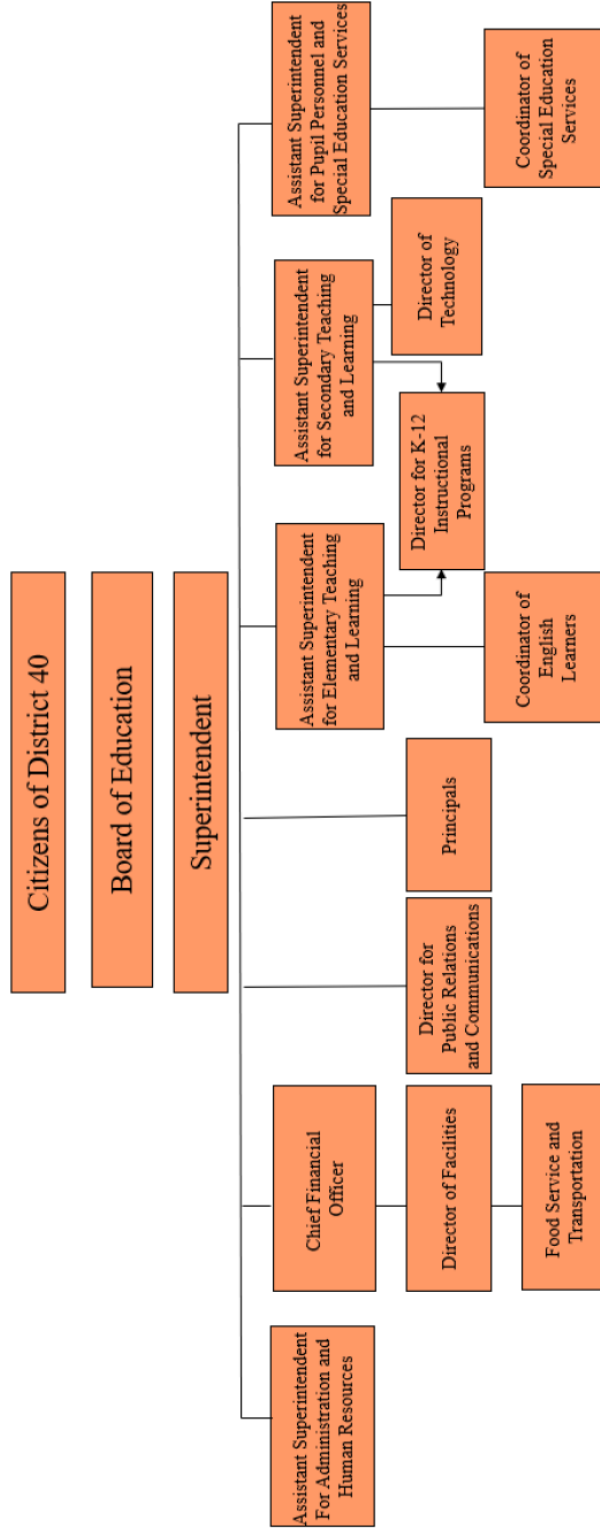 Citizens of District 40
Board of Education
Superintendent
Assistant Superintendent
For Administration and
Human Resources
Chief Financial
Officer
Director of Facilities
Food Service and
Transportation
Director for
Public Relations
and Communications
Principals
Assistant Superintendent
for Elementary Teaching
and Learning
Coordinator of
English
Learners
Director for K-12
Instructional
Programs
Assistant Superintendent
for Secondary Teaching
and Learning
Director of
Technology
Assistant Superintendent
for Pupil Personnel and
Special Education Services
Coordinator of
Special Education
Services